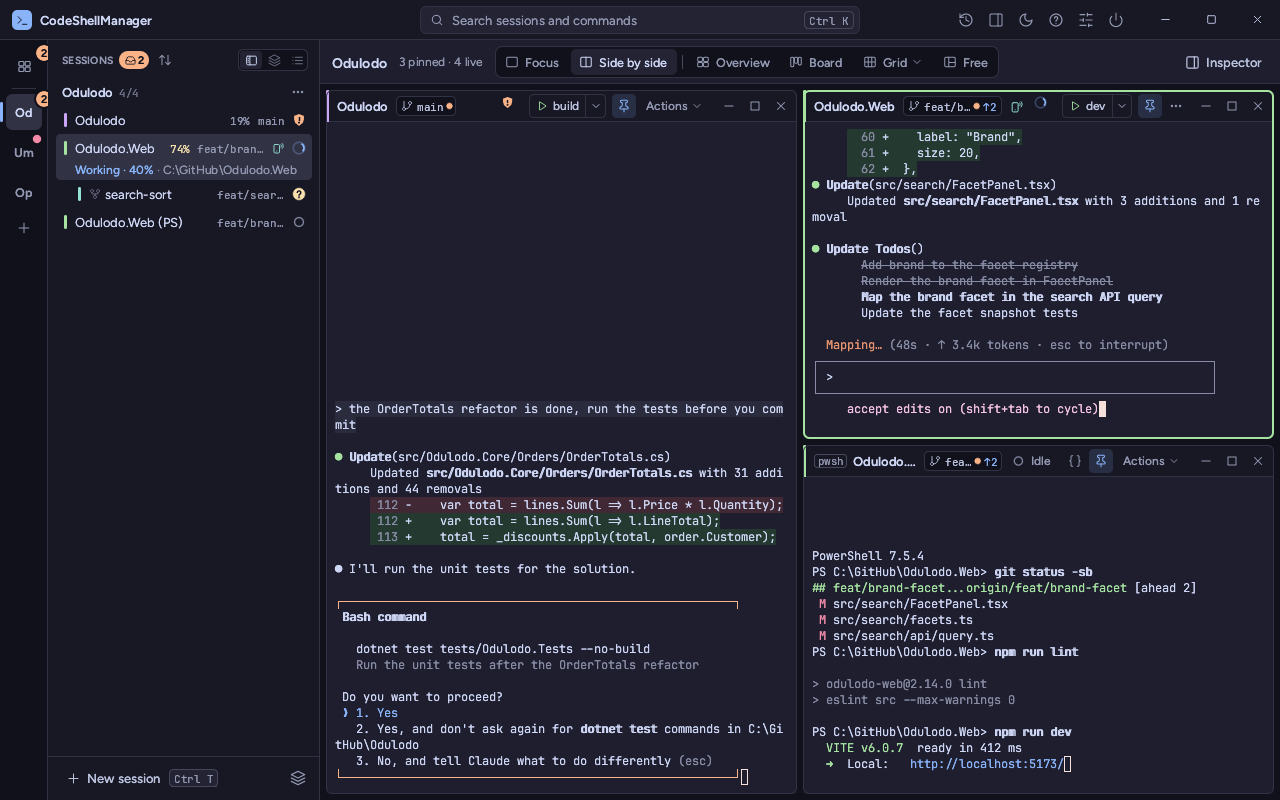 CodeShellManager
Search sessions and commands
Ctrl K
2
Od
2
Um
Op
SESSIONS 2
Odulodo 4/4
Odulodo 19% main
Odulodo.Web 74% feat/bran…
Working · 40% · C:\GitHub\Odulodo.Web
search-sort feat/sear… ?
Odulodo.Web (PS) feat/bran…
New session Ctrl T
Odulodo 3 pinned · 4 live Focus Side by side Overview Board Grid Free Inspector
Odulodo main build Actions
> the OrderTotals refactor is done, run the tests before you com
mit
Update(src/Odulodo.Core/Orders/OrderTotals.cs)
Updated src/Odulodo.Core/Orders/OrderTotals.cs with 31 addi
tions and 44 removals
112 - var total = lines.Sum(l => l.Price * l.Quantity);
112 + var total = lines.Sum(l => l.LineTotal);
113 + total = _discounts.Apply(total, order.Customer);
I'll run the unit tests for the solution.
Bash command
dotnet test tests/Odulodo.Tests --no-build
Run the unit tests after the OrderTotals refactor
Do you want to proceed?
❯ 1. Yes
2. Yes, and don't ask again for dotnet test commands in C:\Gi
tHub\Odulodo
3. No, and tell Claude what to do differently (esc)
Odulodo.Web feat/b… ↑2 dev
60 + label: "Brand",
61 + size: 20,
62 + },
Update(src/search/FacetPanel.tsx)
Updated src/search/FacetPanel.tsx with 3 additions and 1 re
moval
Update Todos()
Add brand to the facet registry
Render the brand facet in FacetPanel
Map the brand facet in the search API query
Update the facet snapshot tests
Mapping… (48s · ↑ 3.4k tokens · esc to interrupt)
>
accept edits on (shift+tab to cycle)
pwsh Odulodo.... fea… ↑2 Idle {} Actions
PowerShell 7.5.4
PS C:\GitHub\Odulodo.Web> git status -sb
## feat/brand-facet...origin/feat/brand-facet [ahead 2]
M src/search/FacetPanel.tsx
M src/search/facets.ts
M src/search/api/query.ts
PS C:\GitHub\Odulodo.Web> npm run lint
> odulodo-web@2.14.0 lint
> eslint src --max-warnings 0
PS C:\GitHub\Odulodo.Web> npm run dev
VITE v6.0.7 ready in 412 ms
➜ Local: http://localhost:5173/